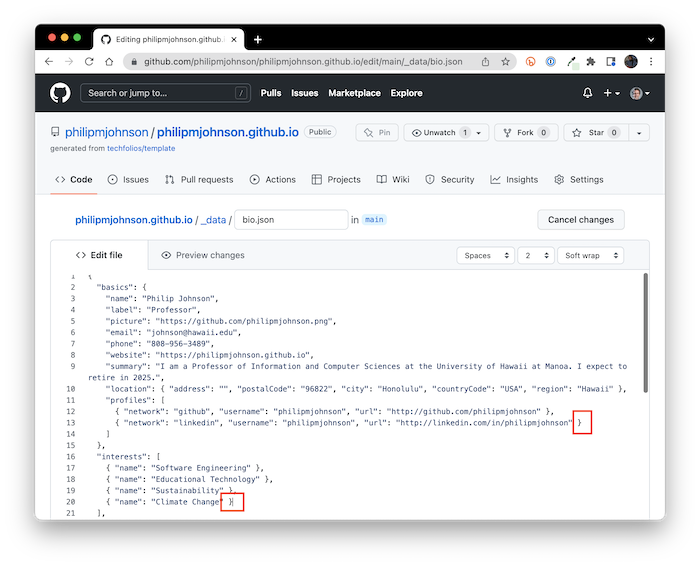 Editing philipmjohnson.github.i
github.com/philipmjohnson/philipmjohnson.github.io/edit/main/_data/bio.json
Search or jump to... /
Pulls Issues Marketplace Explore
philipmjohnson / philipmjohnson.github.io Public
Pin Unwatch 1 Fork 0 Star 0
generated from techfolios/template
Code Issues Pull requests Actions Projects Wiki Security Insights Settings
philipmjohnson.github.io / _data / bio.json in main Cancel changes
<> Edit file Preview changes Spaces 2 Soft wrap
1 {
2 "basics": {
3 "name": "Philip Johnson",
4 "label": "Professor",
5 "picture": "https://github.com/philipmjohnson.png",
6 "email": "johnson@hawaii.edu",
7 "phone": "808-956-3489",
8 "website": "https://philipmjohnson.github.io",
9 "summary": "I am a Professor of Information and Computer Sciences at the University of Hawaii at Manoa. I expect to
retire in 2025.",
10 "location": { "address": "", "postalCode": "96822", "city": "Honolulu", "countryCode": "USA", "region": "Hawaii" },
11 "profiles": [
12 { "network": "github", "username": "philipmjohnson", "url": "http://github.com/philipmjohnson" },
13 { "network": "linkedin", "username": "philipmjohnson", "url": "http://linkedin.com/in/philipmjohnson" }
14 ]
15 },
16 "interests": [
17 { "name": "Software Engineering" },
18 { "name": "Educational Technology" },
19 { "name": "Sustainability" },
20 { "name": "Climate Change" }
21 ],